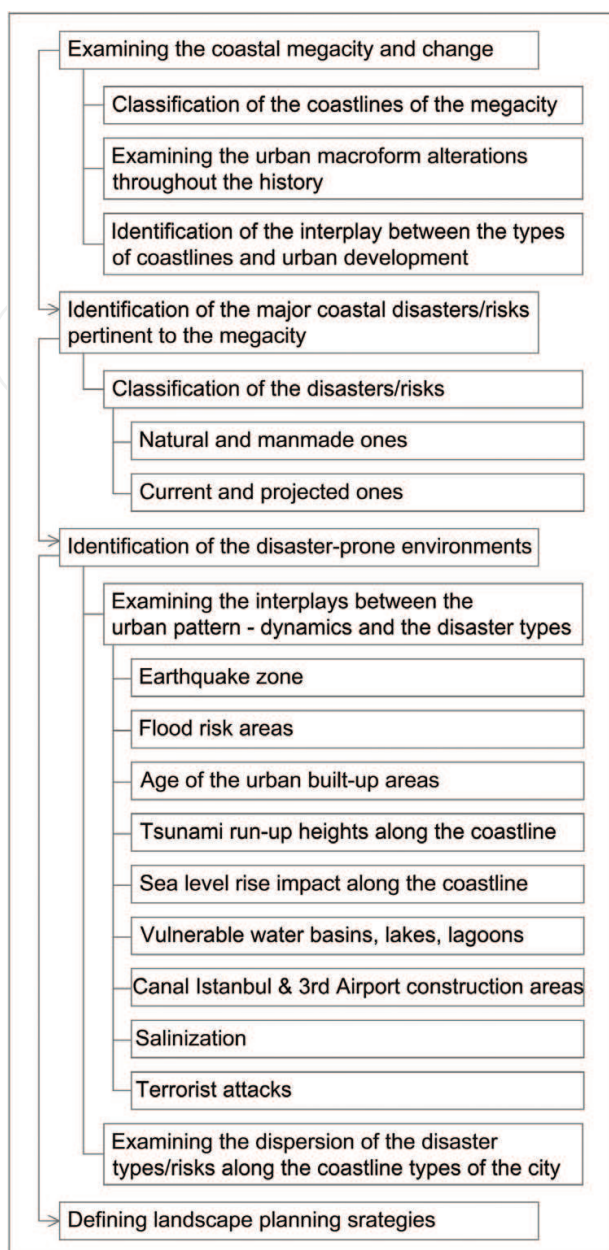 Examining the coastal megacity and change
Classification of the coastlines of the megacity
Examining the urban macroform alterations
throughout the history
Identification of the interplay between the types
of coastlines and urban development
Identification of the major coastal disasters/risks
pertinent to the megacity
Classification of the disasters/risks
Natural and manmade ones
Current and projected ones
Identification of the disaster-prone environments
Examining the interplays between the
urban pattern - dynamics and the disaster types
Earthquake zone
Flood risk areas
Age of the urban built-up areas
Tsunami run-up heights along the coastline
Sea level rise impact along the coastline
Vulnerable water basins, lakes, lagoons
Canal Istanbul & 3rd Airport construction areas
Salinization
Terrorist attacks
Examining the dispersion of the disaster
types/risks along the coastline types of the city
Defining landscape planning srategies